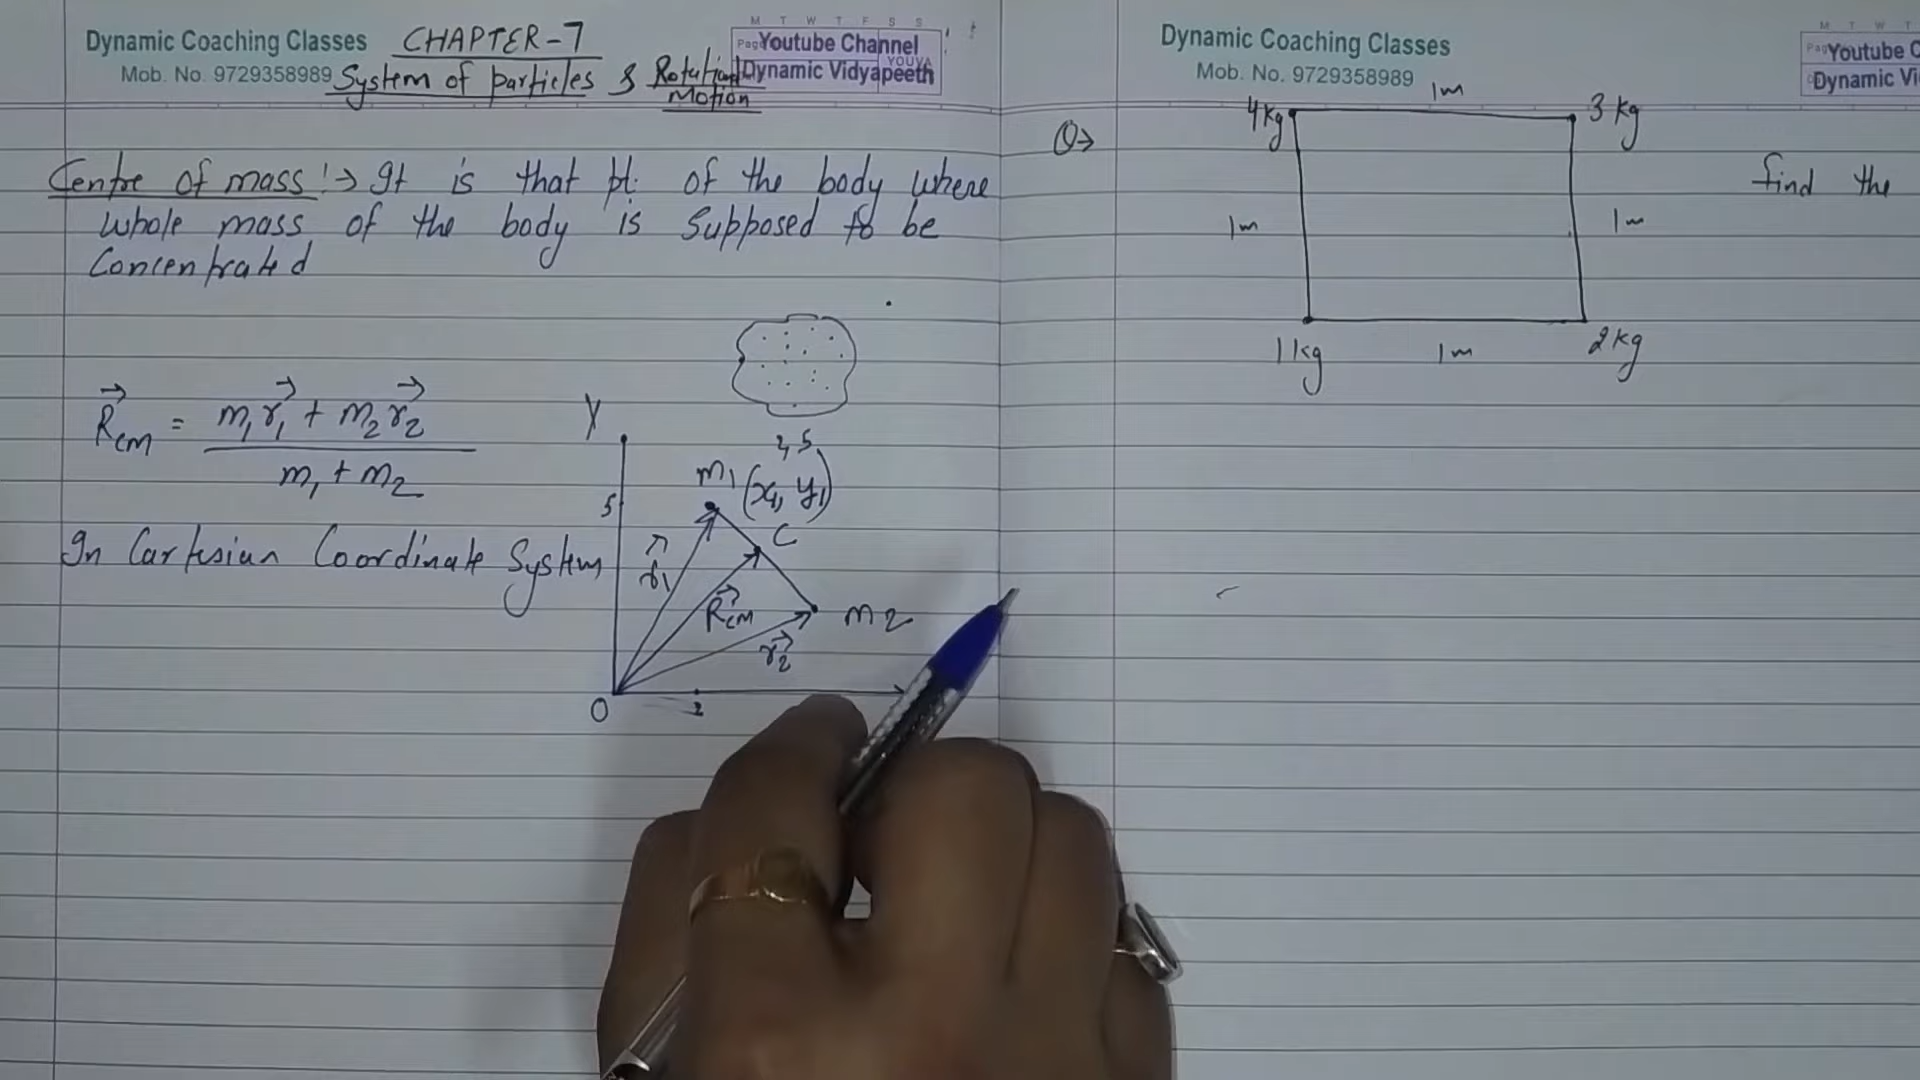 Dynamic Coaching Classes
Mob. No. 9729358989
CHAPTER-7
System of particles & Rotational
Motion
M T W T F S S
Youtube Channel
YOUVA
Dynamic Vidyapeeth
Centre of mass :→ It is that pt. of the body where
whole mass of the body is supposed to be
Concentrated
R⃗cm = m₁r⃗₁ + m₂r⃗₂
m₁ + m₂
In Cartesian Coordinate System
Y
5
2, 5
m₁ (x₁, y₁)
C
r⃗₁
R⃗cm
m₂
r⃗₂
O
2
Dynamic Coaching Classes
Mob. No. 9729358989
M T W T
Youtube C
Dynamic Vi
Q→
4kg
1m
3 kg
1m
1m
find the
1kg
1m
2kg